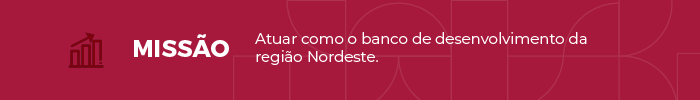 MISSÃO
Atuar como o banco de desenvolvimento da
região Nordeste.